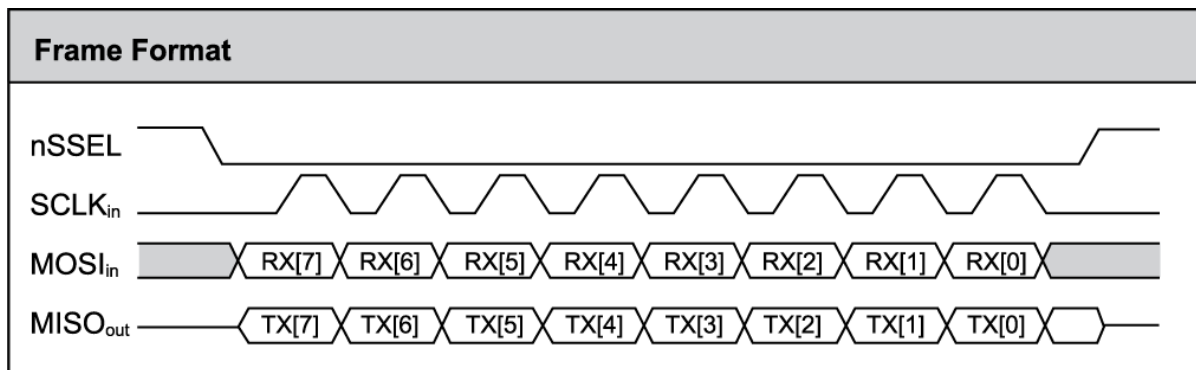 Frame Format
nSSEL
SCLKin
MOSIin RX[7] RX[6] RX[5] RX[4] RX[3] RX[2] RX[1] RX[0]
MISOout TX[7] TX[6] TX[5] TX[4] TX[3] TX[2] TX[1] TX[0]